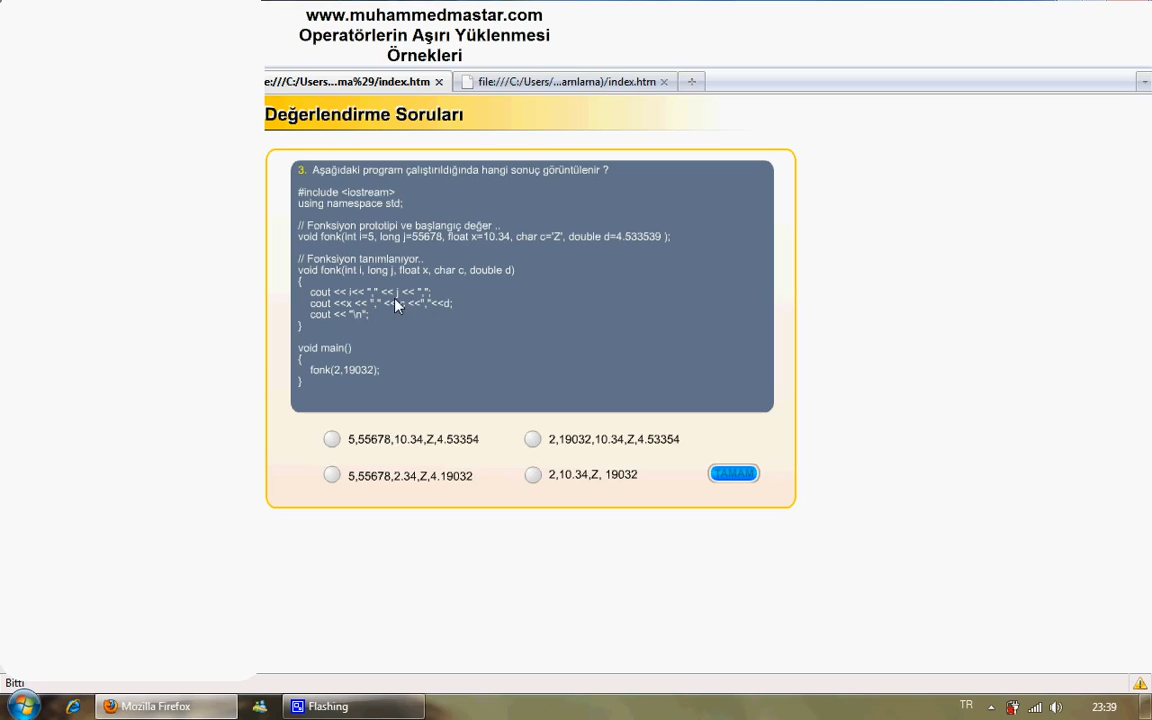 www.muhammedmastar.com
Operatörlerin Aşırı Yüklenmesi
Örnekleri
e:///C:/Users...ma%29/index.htm
file:///C:/Users/...amlama)/index.htm
Değerlendirme Soruları
3. Aşağıdaki program çalıştırıldığında hangi sonuç görüntülenir ?
#include <iostream>
using namespace std;
// Fonksiyon prototipi ve başlangıç değer ..
void fonk(int i=5, long j=55678, float x=10.34, char c='Z', double d=4.533539 );
// Fonksiyon tanımlanıyor..
void fonk(int i, long j, float x, char c, double d)
{
cout << i<< "," << j << ",";
cout <<x << "," << c <<","<<d;
cout << "\n";
}
void main()
{
fonk(2,19032);
}
5,55678,10.34,Z,4.53354
2,19032,10.34,Z,4.53354
5,55678,2.34,Z,4.19032
2,10.34,Z, 19032
TAMAM
Bitti
Mozilla Firefox
Flashing
TR
23:39